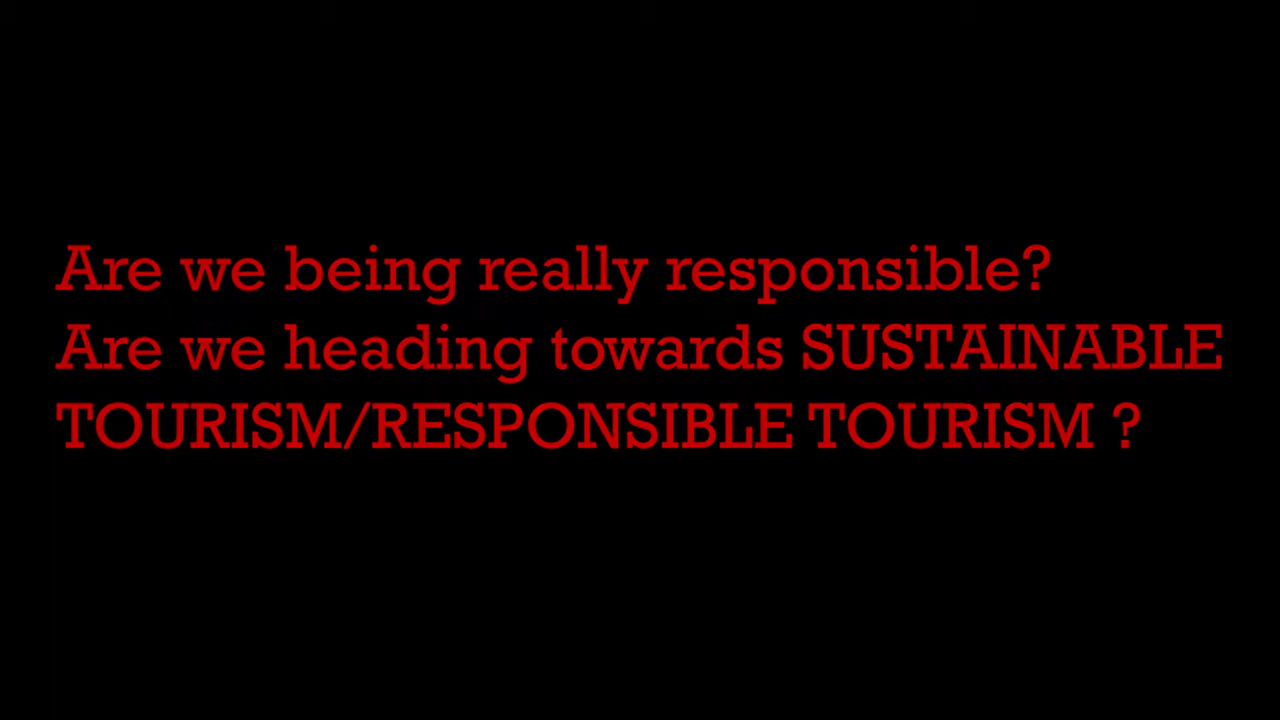 Are we being really responsible?
Are we heading towards SUSTAINABLE
TOURISM/RESPONSIBLE TOURISM ?